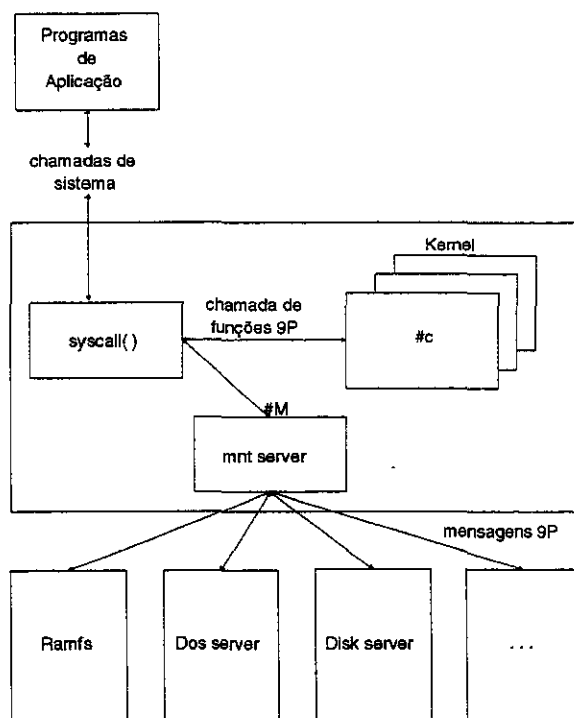 Programas
de
Aplicação
chamadas de
sistema
Kernel
chamada de
funções 9P
syscall( )
#c
#M
mnt server
mensagens 9P
Ramfs
Dos server
Disk server
...